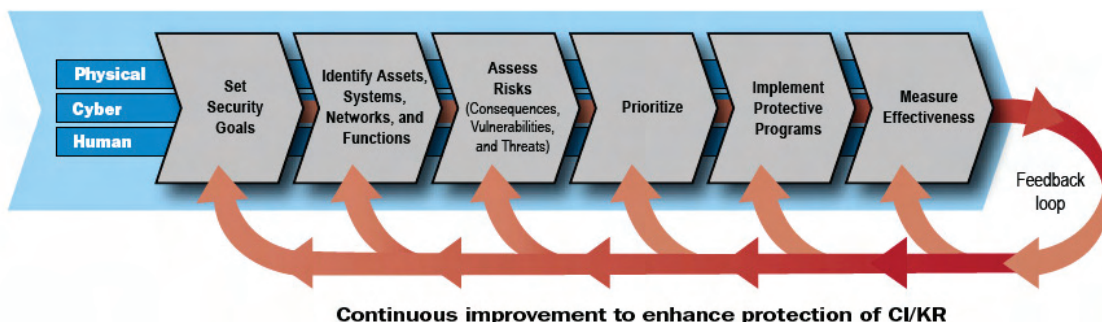 Physical
Cyber
Human
Set
Security
Goals
Identify Assets,
Systems,
Networks, and
Functions
Assess
Risks
(Consequences,
Vulnerabilities,
and Threats)
Prioritize
Implement
Protective
Programs
Measure
Effectiveness
Feedback
loop
Continuous improvement to enhance protection of CI/KR